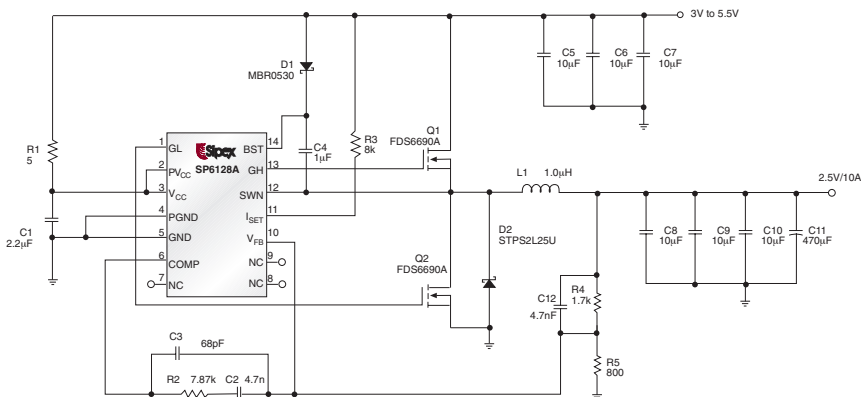 3V to 5.5V
C5
10µF
C6
10µF
C7
10µF
D1
MBR0530
R1
5
C1
2.2µF
1
GL
2
PVCC
3
VCC
4
PGND
5
GND
6
COMP
7
NC
Sipex
SP6128A
14
BST
13
GH
12
SWN
11
ISET
10
VFB
9
NC
8
NC
C4
1µF
R3
8k
Q1
FDS6690A
L1
1.0µH
2.5V/10A
D2
STPS2L25U
Q2
FDS6690A
C8
10µF
C9
10µF
C10
10µF
C11
470µF
C12
4.7nF
R4
1.7k
R5
800
C3
68pF
R2
7.87k
C2
4.7n